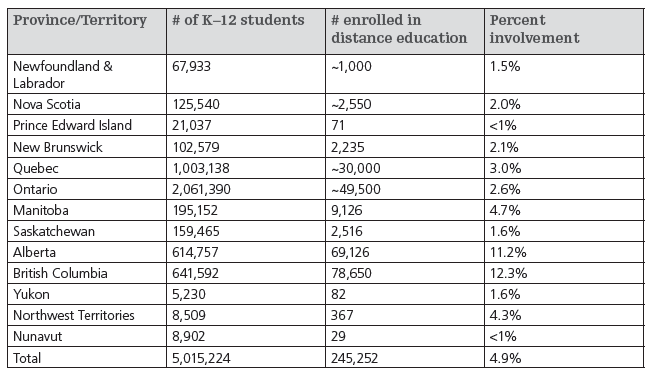 Province/Territory # of K–12 students # enrolled in distance education Percent involvement
Newfoundland & Labrador 67,933 ~1,000 1.5%
Nova Scotia 125,540 ~2,550 2.0%
Prince Edward Island 21,037 71 <1%
New Brunswick 102,579 2,235 2.1%
Quebec 1,003,138 ~30,000 3.0%
Ontario 2,061,390 ~49,500 2.6%
Manitoba 195,152 9,126 4.7%
Saskatchewan 159,465 2,516 1.6%
Alberta 614,757 69,126 11.2%
British Columbia 641,592 78,650 12.3%
Yukon 5,230 82 1.6%
Northwest Territories 8,509 367 4.3%
Nunavut 8,902 29 <1%
Total 5,015,224 245,252 4.9%